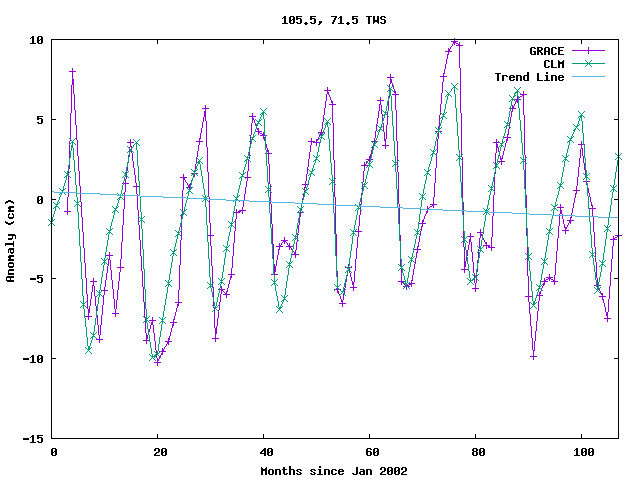 105.5, 71.5 TWS
GRACE
CLM
Trend Line
10
5
0
-5
-10
-15
Anomaly (cm)
0 20 40 60 80 100
Months since Jan 2002